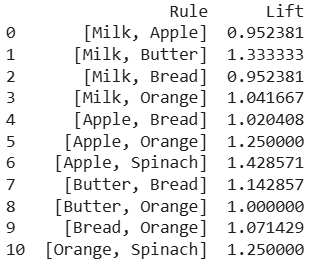 Rule Lift
0 [Milk, Apple] 0.952381
1 [Milk, Butter] 1.333333
2 [Milk, Bread] 0.952381
3 [Milk, Orange] 1.041667
4 [Apple, Bread] 1.020408
5 [Apple, Orange] 1.250000
6 [Apple, Spinach] 1.428571
7 [Butter, Bread] 1.142857
8 [Butter, Orange] 1.000000
9 [Bread, Orange] 1.071429
10 [Orange, Spinach] 1.250000